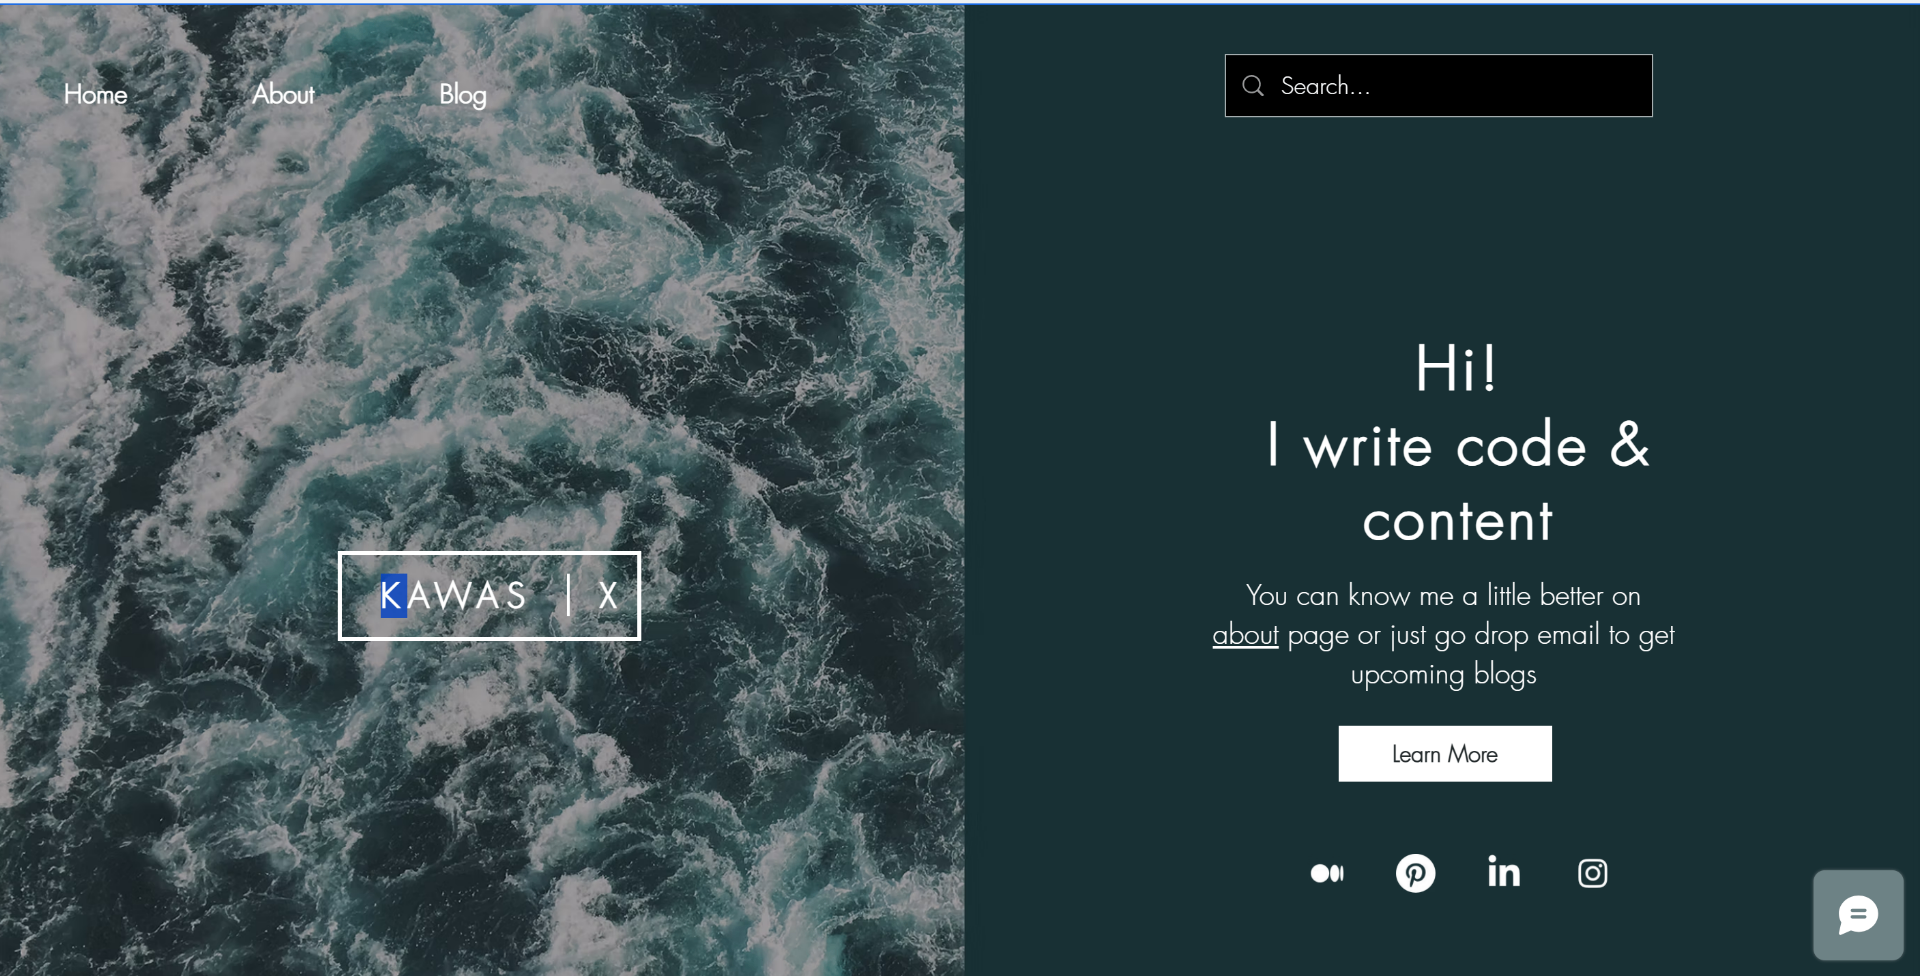 Home About Blog
Search...
Hi!
I write code &
content
KAWAS | X
You can know me a little better on
about page or just go drop email to get
upcoming blogs
Learn More
in